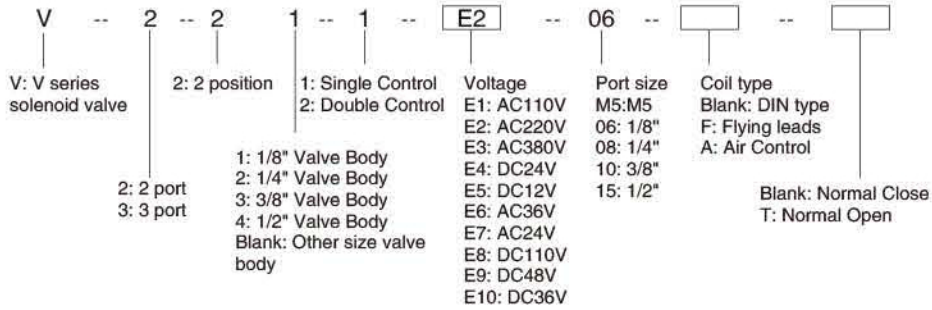 V -- 2 -- 2 1 -- 1 -- E2 -- 06 -- --
V: V series
solenoid valve
2: 2 port
3: 3 port
2: 2 position
1: 1/8" Valve Body
2: 1/4" Valve Body
3: 3/8" Valve Body
4: 1/2" Valve Body
Blank: Other size valve
body
1: Single Control
2: Double Control
Voltage
E1: AC110V
E2: AC220V
E3: AC380V
E4: DC24V
E5: DC12V
E6: AC36V
E7: AC24V
E8: DC110V
E9: DC48V
E10: DC36V
Port size
M5:M5
06: 1/8"
08: 1/4"
10: 3/8"
15: 1/2"
Coil type
Blank: DIN type
F: Flying leads
A: Air Control
Blank: Normal Close
T: Normal Open